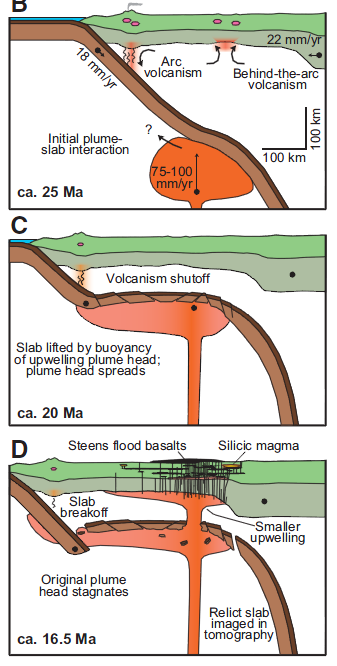 B
22 mm/yr
18 mm/yr
Arc
volcanism
Behind-the-arc
volcanism
?
Initial plume-
slab interaction
100 km
100 km
75-100
mm/yr
ca. 25 Ma
C
Volcanism shutoff
Slab lifted by buoyancy
of upwelling plume head;
plume head spreads
ca. 20 Ma
D
Steens flood basalts
Silicic magma
Slab
breakoff
Smaller
upwelling
Original plume
head stagnates
Relict slab
imaged in
tomography
ca. 16.5 Ma